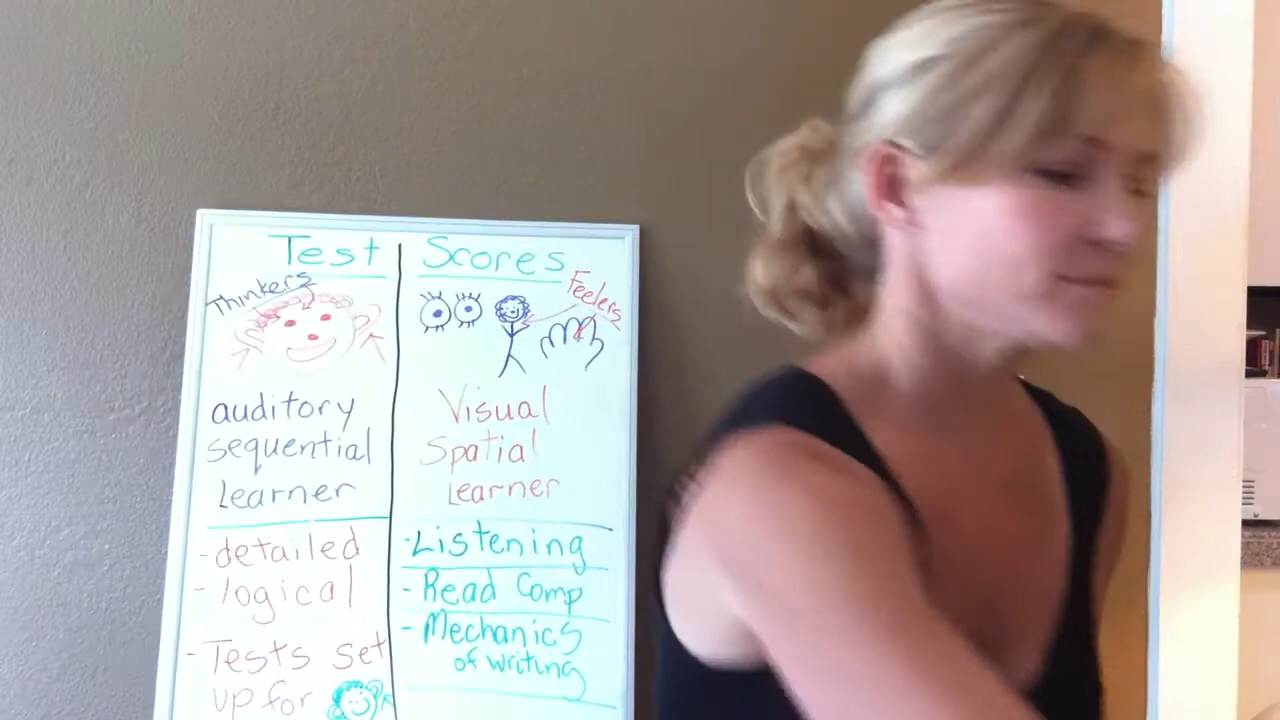 Test Scores
Thinkers
Feelers
auditory
sequential
Learner
Visual
Spatial
Learner
-detailed
-logical
-Tests set
up for
-Listening
-Read Comp
-Mechanics
of writing